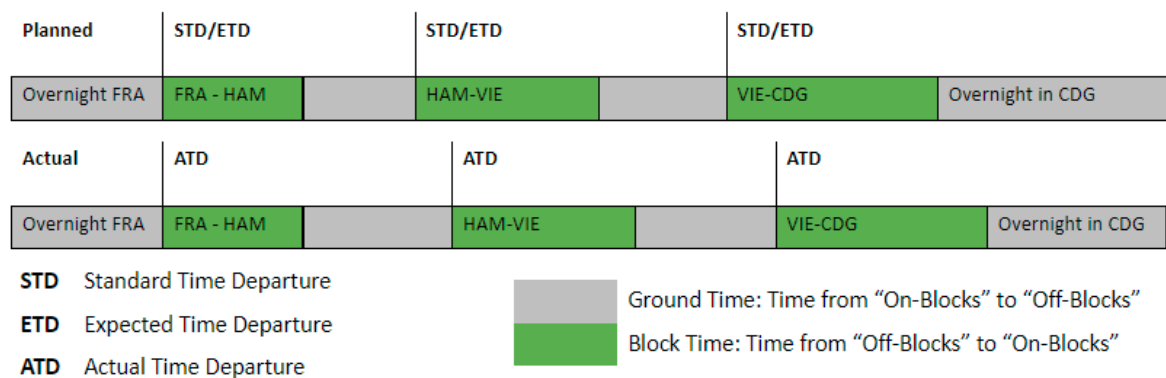 Planned STD/ETD STD/ETD STD/ETD
Overnight FRA FRA - HAM HAM-VIE VIE-CDG Overnight in CDG
Actual ATD ATD ATD
Overnight FRA FRA - HAM HAM-VIE VIE-CDG Overnight in CDG
STD Standard Time Departure
ETD Expected Time Departure
ATD Actual Time Departure
Ground Time: Time from “On-Blocks” to “Off-Blocks”
Block Time: Time from “Off-Blocks” to “On-Blocks”